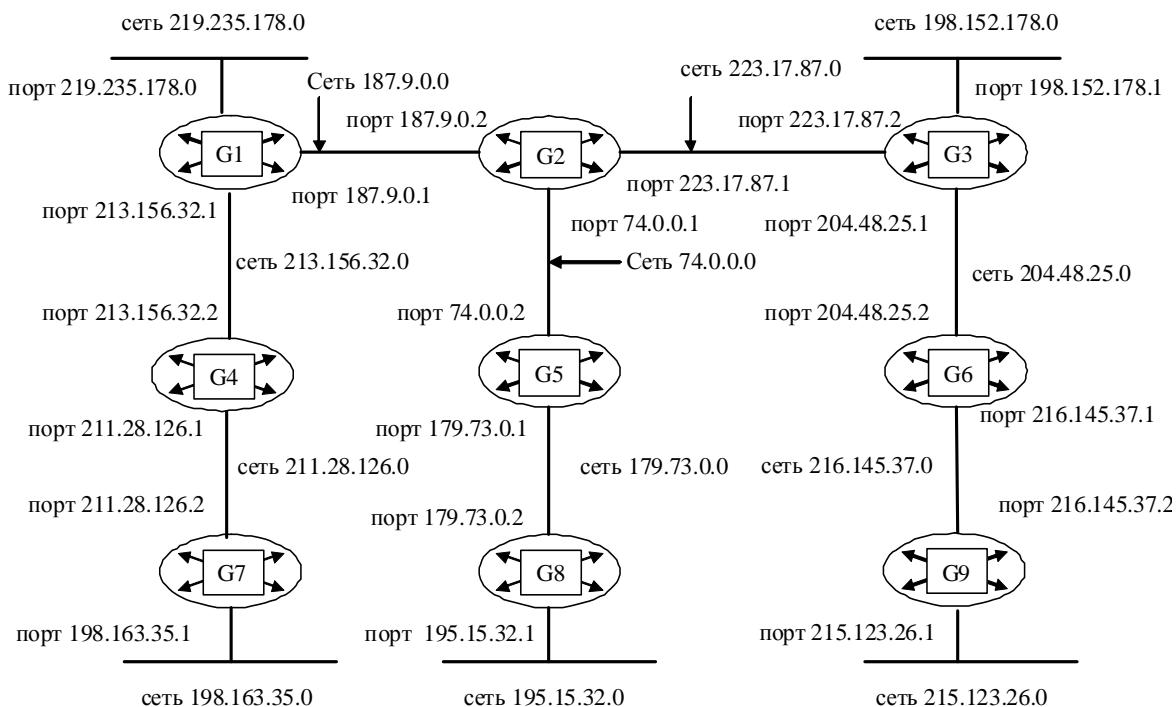 сеть 219.235.178.0
сеть 198.152.178.0
порт 219.235.178.0
Сеть 187.9.0.0
сеть 223.17.87.0
порт 198.152.178.1
порт 187.9.0.2
порт 223.17.87.2
G1
G2
G3
порт 187.9.0.1
порт 223.17.87.1
порт 213.156.32.1
порт 74.0.0.1
порт 204.48.25.1
сеть 213.156.32.0
Сеть 74.0.0.0
сеть 204.48.25.0
порт 213.156.32.2
порт 74.0.0.2
порт 204.48.25.2
G4
G5
G6
порт 211.28.126.1
порт 179.73.0.1
порт 216.145.37.1
сеть 211.28.126.0
сеть 179.73.0.0
сеть 216.145.37.0
порт 211.28.126.2
порт 179.73.0.2
порт 216.145.37.2
G7
G8
G9
порт 198.163.35.1
порт 195.15.32.1
порт 215.123.26.1
сеть 198.163.35.0
сеть 195.15.32.0
сеть 215.123.26.0